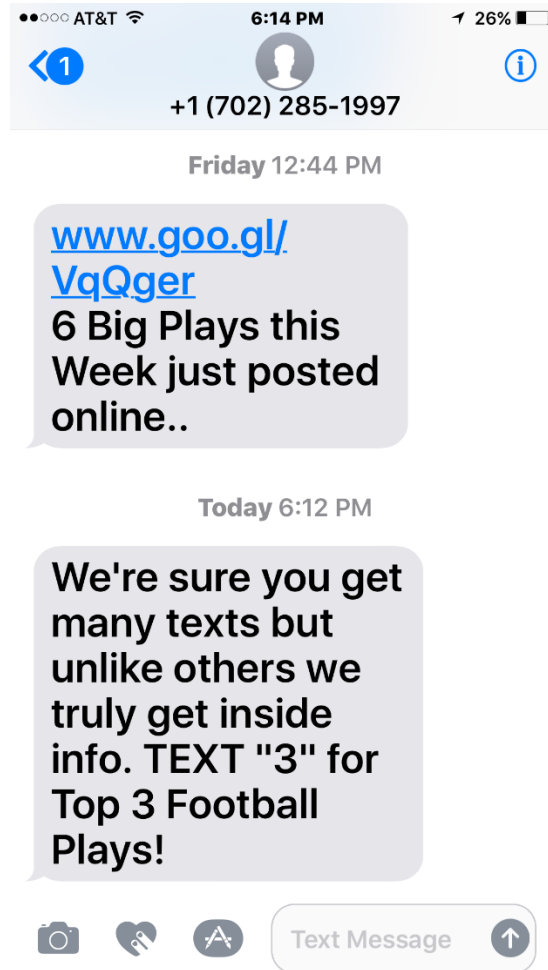 AT&T 6:14 PM 26%
1
+1 (702) 285-1997
Friday 12:44 PM
www.goo.gl/
VqQger
6 Big Plays this
Week just posted
online..
Today 6:12 PM
We're sure you get
many texts but
unlike others we
truly get inside
info. TEXT "3" for
Top 3 Football
Plays!
Text Message